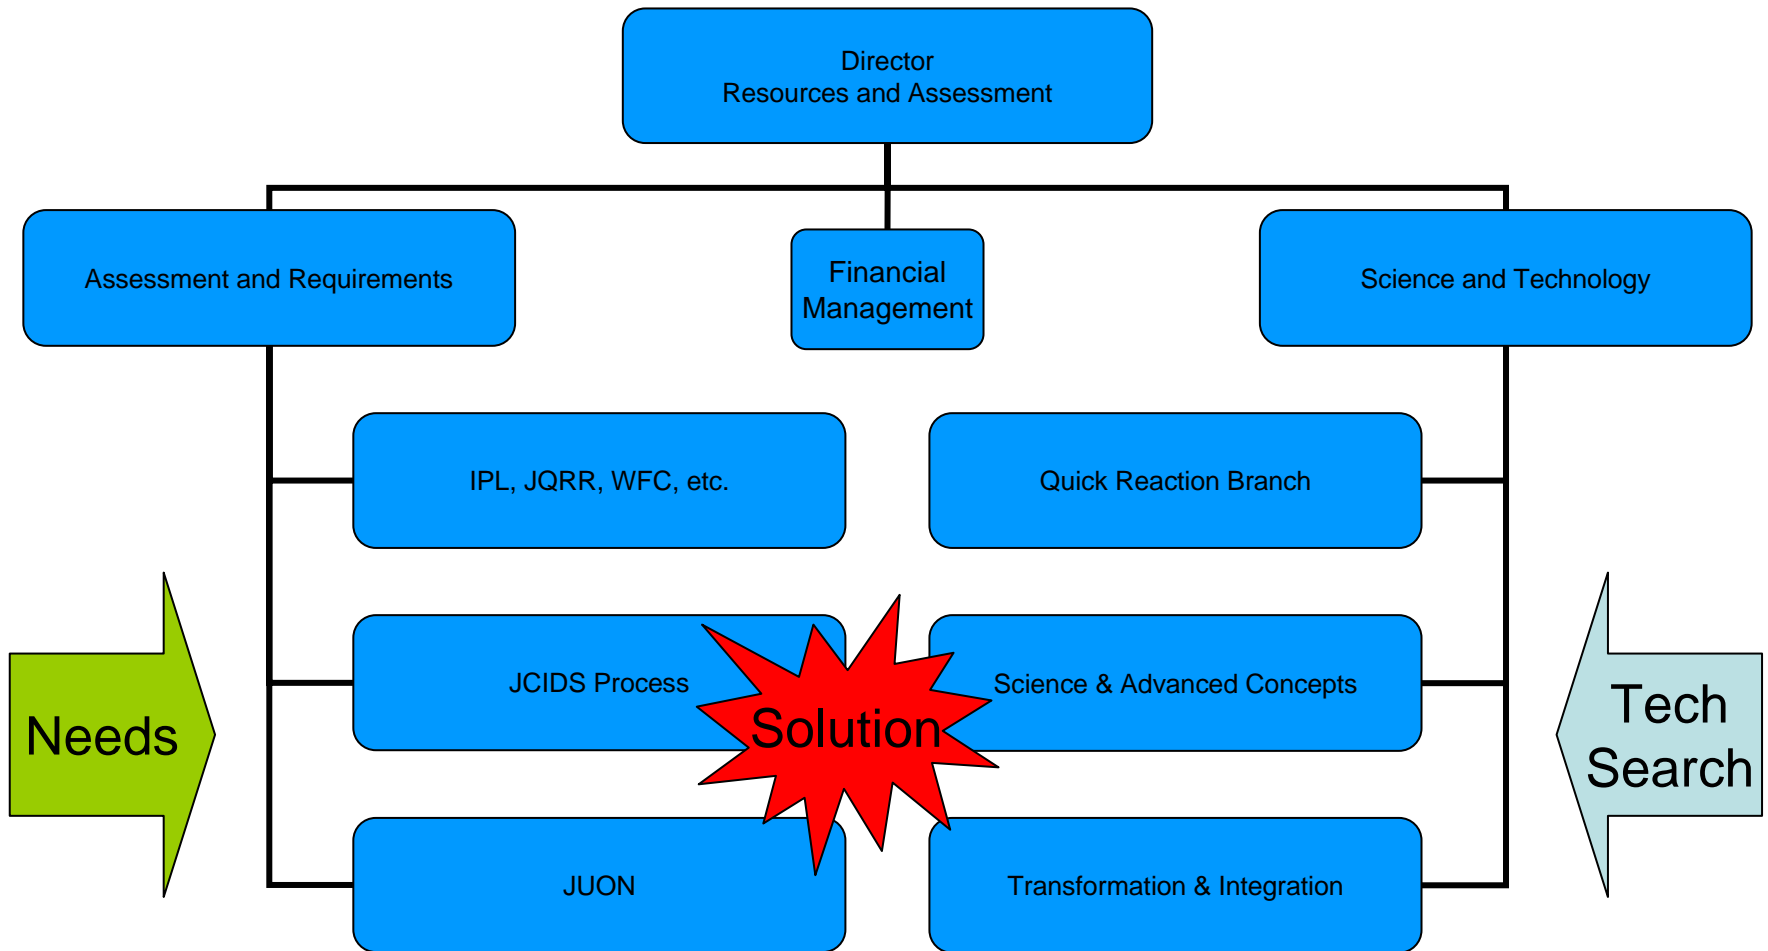 Director
Resources and Assessment
Assessment and Requirements
Financial
Management
Science and Technology
IPL, JQRR, WFC, etc.
Quick Reaction Branch
JCIDS Process
Science & Advanced Concepts
Solution
Needs
Tech
Search
JUON
Transformation & Integration